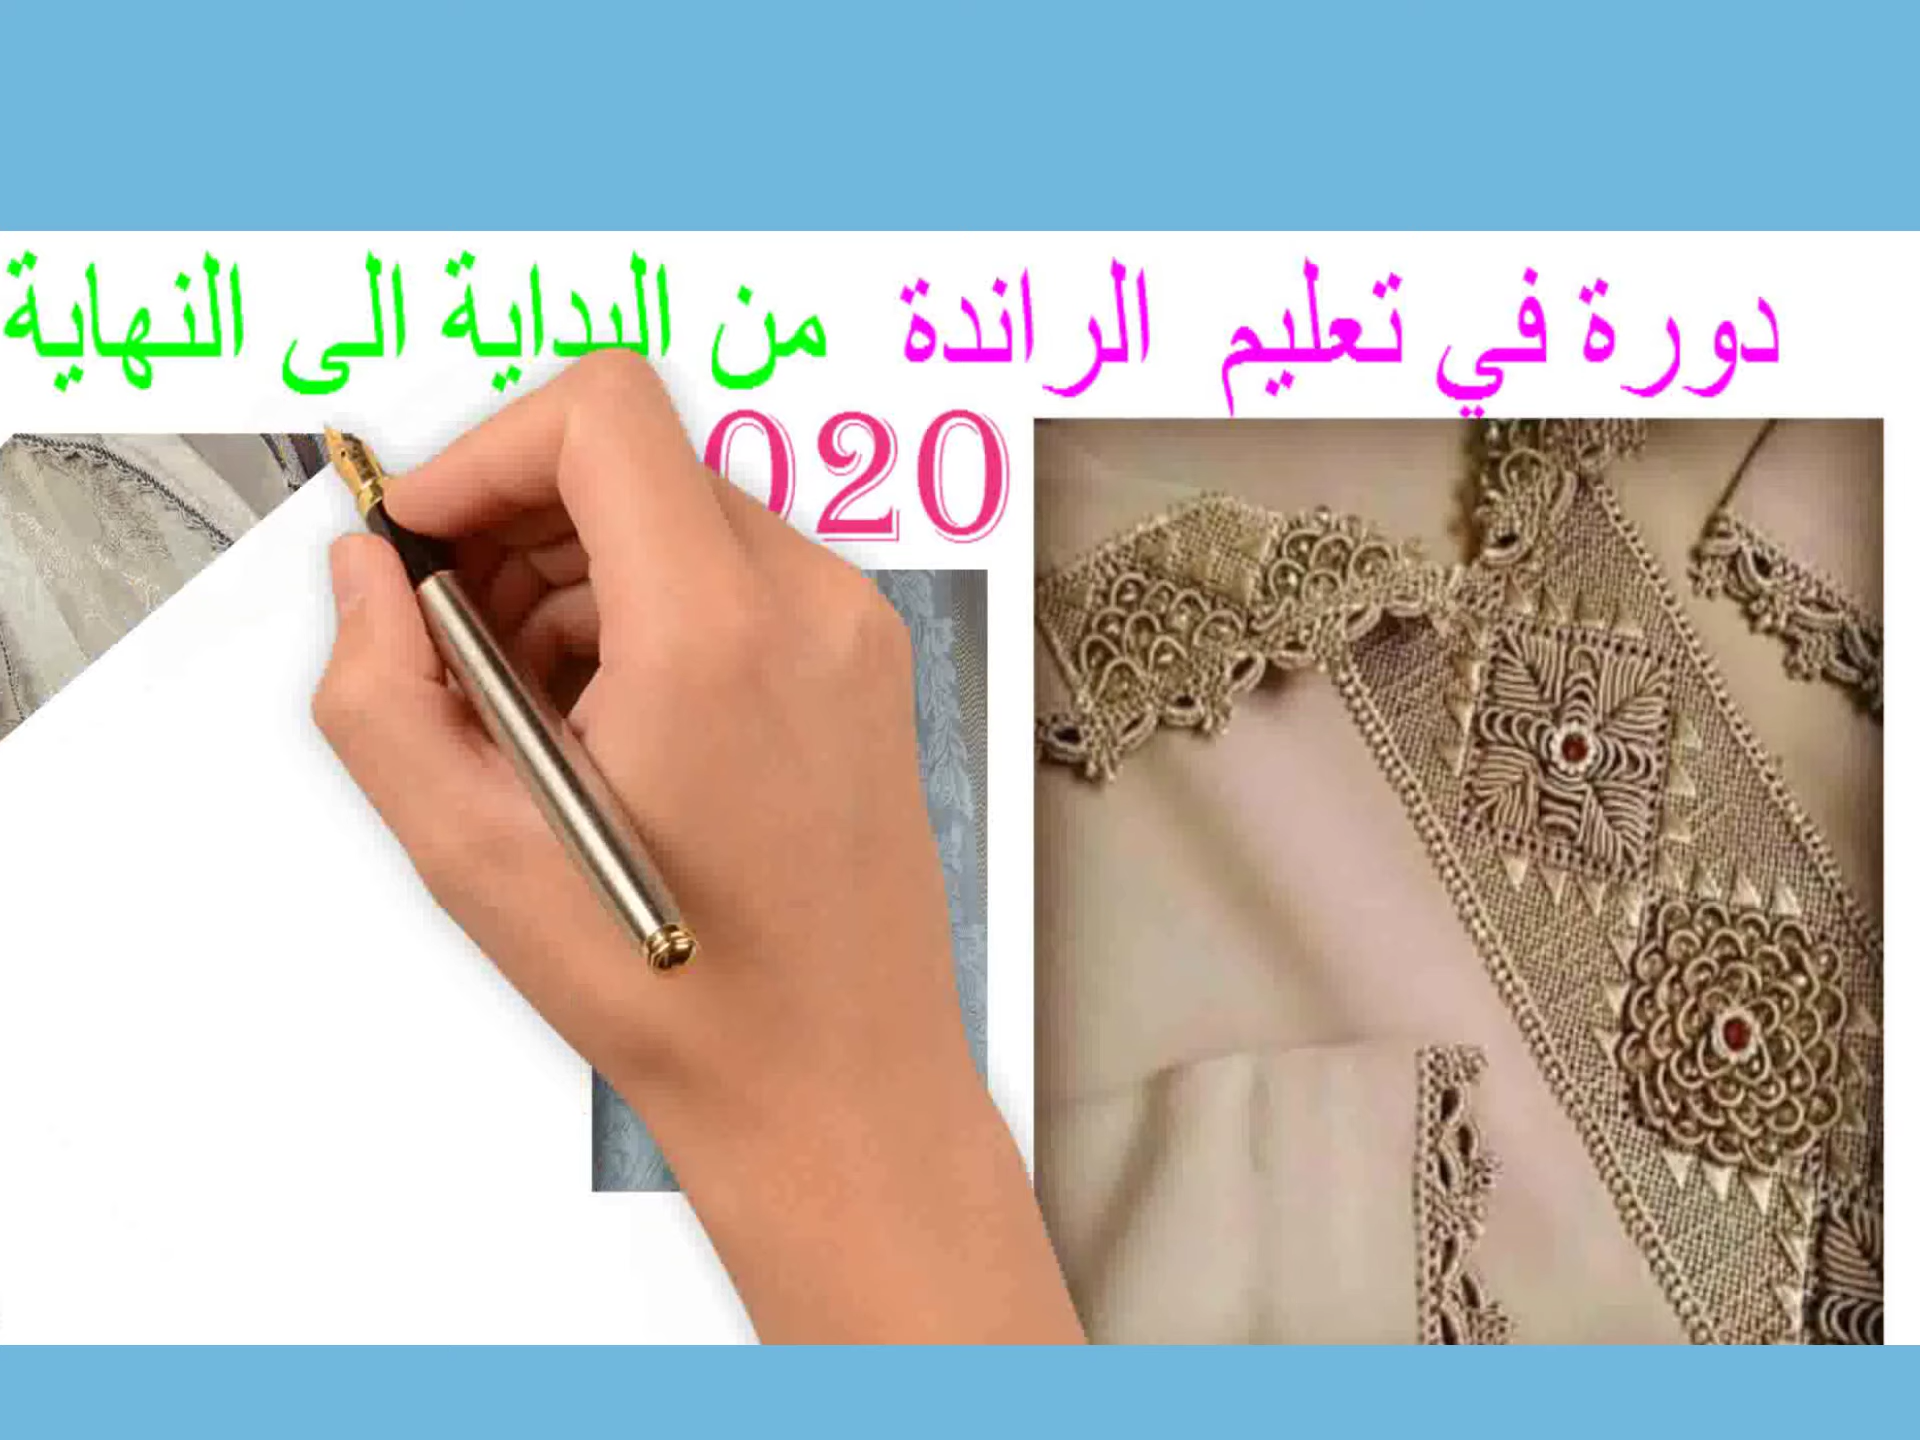 دورة في تعليم الراندة من البداية الى النهاية
020